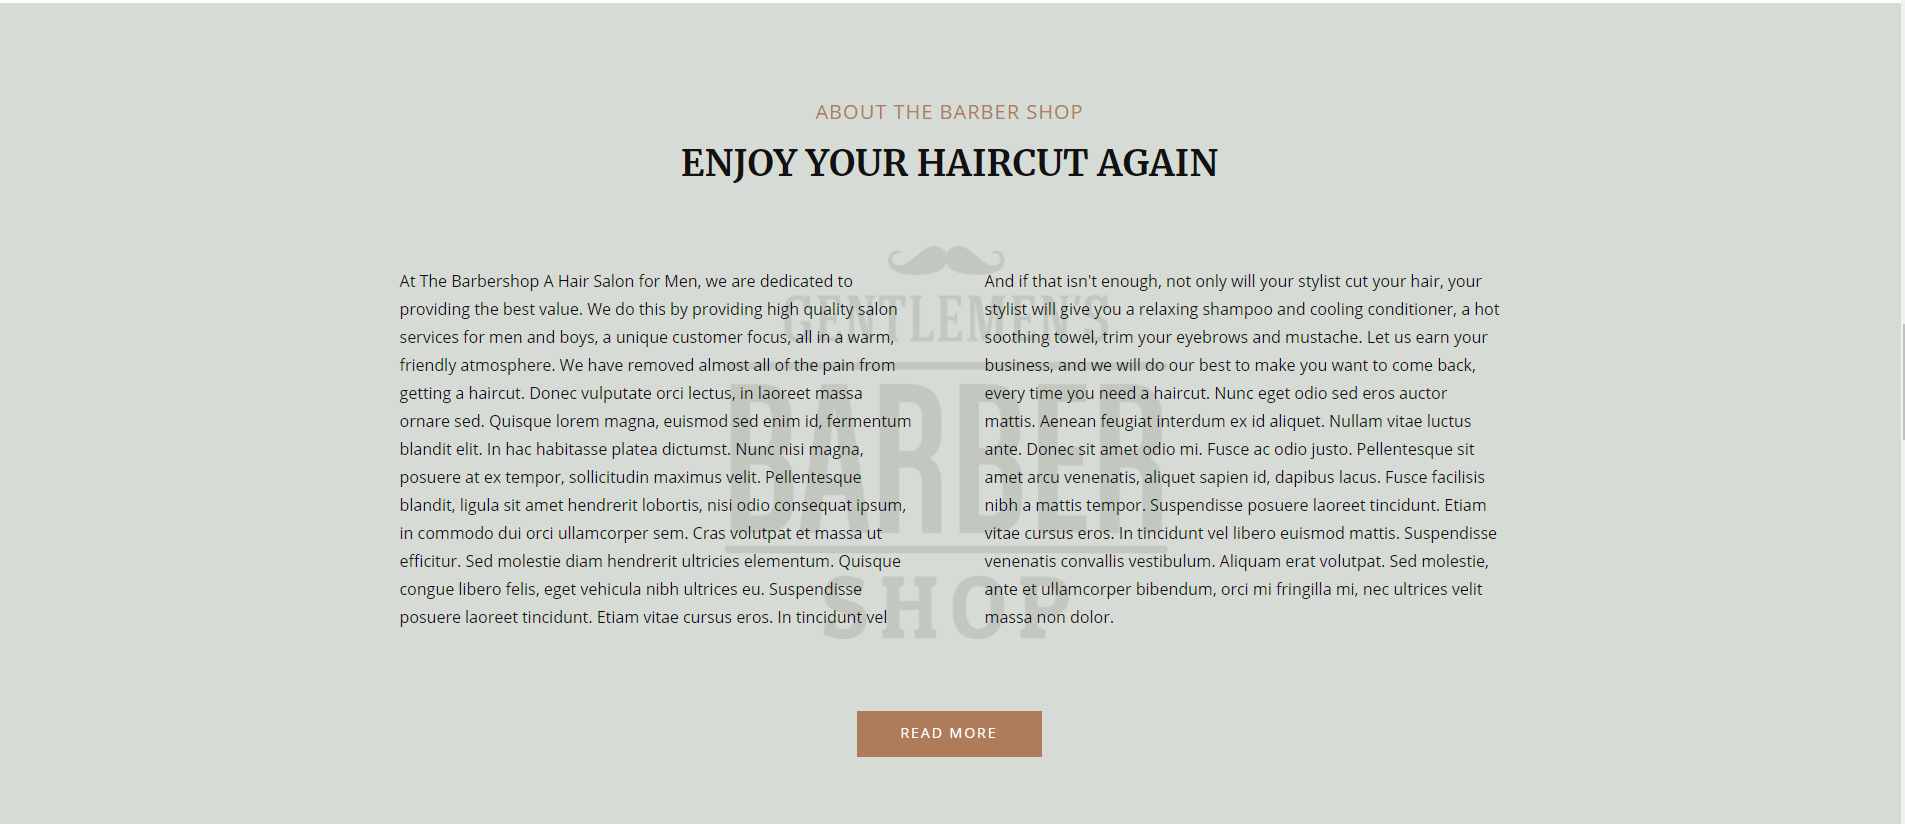 ABOUT THE BARBER SHOP
ENJOY YOUR HAIRCUT AGAIN
At The Barbershop A Hair Salon for Men, we are dedicated to
providing the best value. We do this by providing high quality salon
services for men and boys, a unique customer focus, all in a warm,
friendly atmosphere. We have removed almost all of the pain from
getting a haircut. Donec vulputate orci lectus, in laoreet massa
ornare sed. Quisque lorem magna, euismod sed enim id, fermentum
blandit elit. In hac habitasse platea dictumst. Nunc nisi magna,
posuere at ex tempor, sollicitudin maximus velit. Pellentesque
blandit, ligula sit amet hendrerit lobortis, nisi odio consequat ipsum,
in commodo dui orci ullamcorper sem. Cras volutpat et massa ut
efficitur. Sed molestie diam hendrerit ultricies elementum. Quisque
congue libero felis, eget vehicula nibh ultrices eu. Suspendisse
posuere laoreet tincidunt. Etiam vitae cursus eros. In tincidunt vel
And if that isn't enough, not only will your stylist cut your hair, your
stylist will give you a relaxing shampoo and cooling conditioner, a hot
soothing towel, trim your eyebrows and mustache. Let us earn your
business, and we will do our best to make you want to come back,
every time you need a haircut. Nunc eget odio sed eros auctor
mattis. Aenean feugiat interdum ex id aliquet. Nullam vitae luctus
ante. Donec sit amet odio mi. Fusce ac odio justo. Pellentesque sit
amet arcu venenatis, aliquet sapien id, dapibus lacus. Fusce facilisis
nibh a mattis tempor. Suspendisse posuere laoreet tincidunt. Etiam
vitae cursus eros. In tincidunt vel libero euismod mattis. Suspendisse
venenatis convallis vestibulum. Aliquam erat volutpat. Sed molestie,
ante et ullamcorper bibendum, orci mi fringilla mi, nec ultrices velit
massa non dolor.
GENTLEMEN'S
BARBER
SHOP
READ MORE